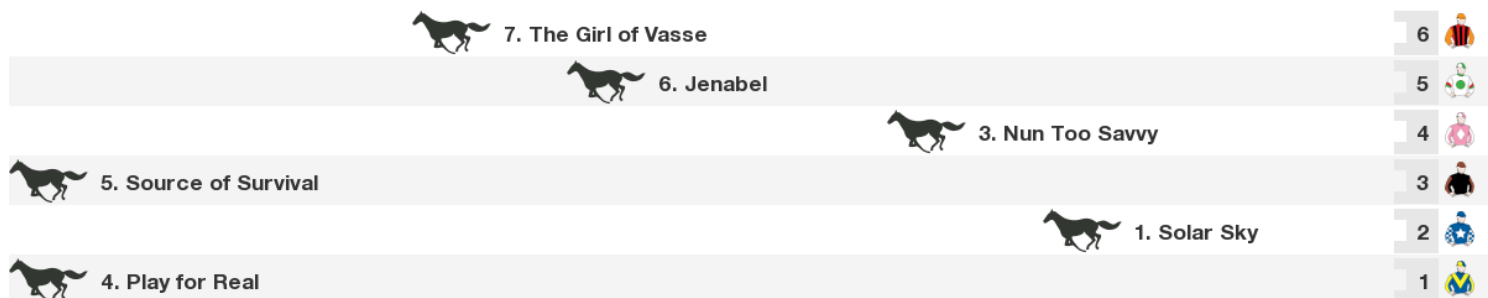 7. The Girl of Vasse 6
6. Jenabel 5
3. Nun Too Savvy 4
5. Source of Survival 3
1. Solar Sky 2
4. Play for Real 1